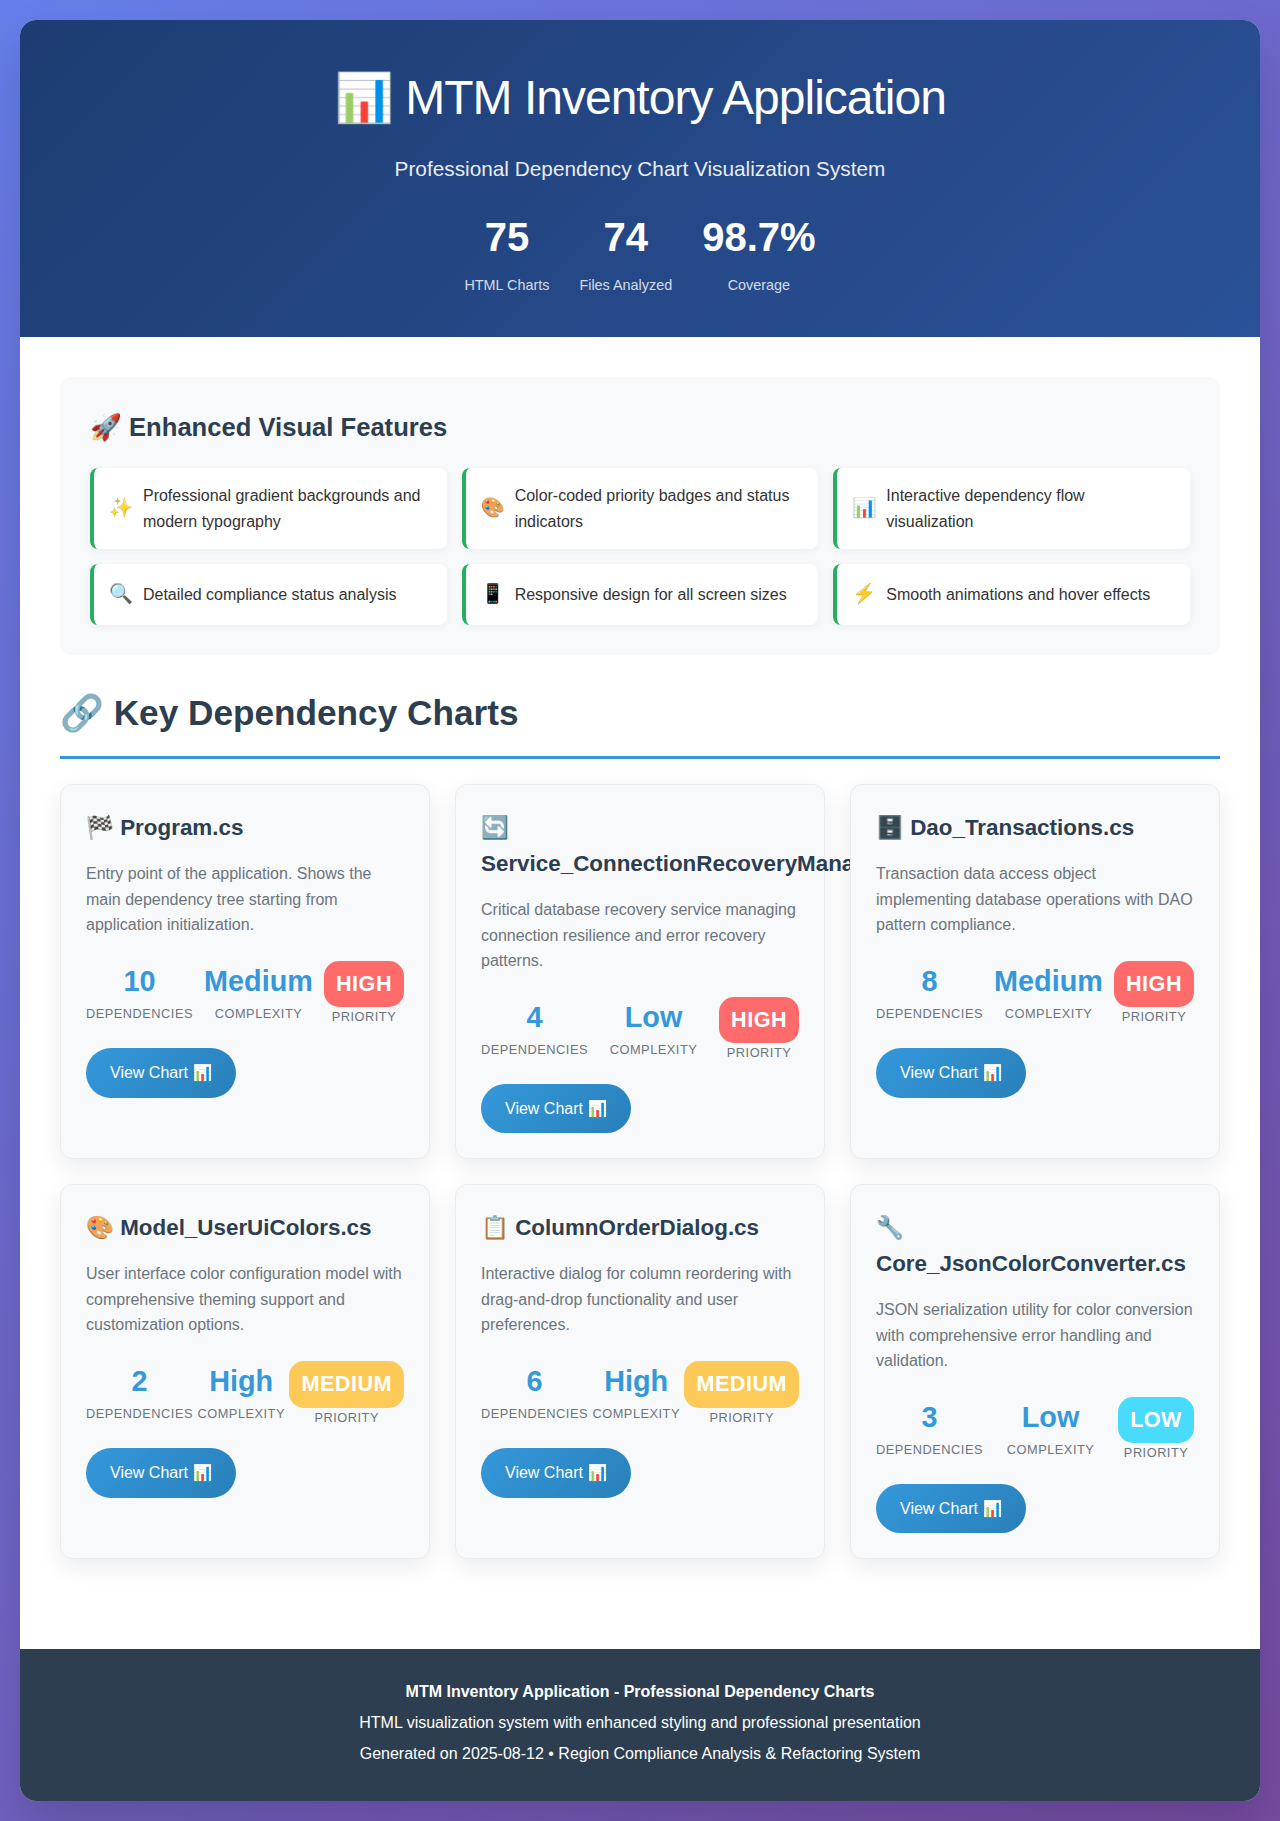 📊 MTM Inventory Application
Professional Dependency Chart Visualization System
75 74 98.7%
HTML Charts Files Analyzed Coverage
🚀 Enhanced Visual Features
✨ Professional gradient backgrounds and
modern typography
🎨 Color-coded priority badges and status
indicators
📊 Interactive dependency flow
visualization
🔍 Detailed compliance status analysis
📱 Responsive design for all screen sizes
⚡ Smooth animations and hover effects
🔗 Key Dependency Charts
🏁 Program.cs
Entry point of the application. Shows the
main dependency tree starting from
application initialization.
10 Medium HIGH
DEPENDENCIES COMPLEXITY PRIORITY
View Chart 📊
🔄
Service_ConnectionRecoveryMana
Critical database recovery service managing
connection resilience and error recovery
patterns.
4 Low HIGH
DEPENDENCIES COMPLEXITY PRIORITY
View Chart 📊
🗄️ Dao_Transactions.cs
Transaction data access object
implementing database operations with DAO
pattern compliance.
8 Medium HIGH
DEPENDENCIES COMPLEXITY PRIORITY
View Chart 📊
🎨 Model_UserUiColors.cs
User interface color configuration model with
comprehensive theming support and
customization options.
2 High MEDIUM
DEPENDENCIES COMPLEXITY PRIORITY
View Chart 📊
📋 ColumnOrderDialog.cs
Interactive dialog for column reordering with
drag-and-drop functionality and user
preferences.
6 High MEDIUM
DEPENDENCIES COMPLEXITY PRIORITY
View Chart 📊
🔧
Core_JsonColorConverter.cs
JSON serialization utility for color conversion
with comprehensive error handling and
validation.
3 Low LOW
DEPENDENCIES COMPLEXITY PRIORITY
View Chart 📊
MTM Inventory Application - Professional Dependency Charts
HTML visualization system with enhanced styling and professional presentation
Generated on 2025-08-12 • Region Compliance Analysis & Refactoring System